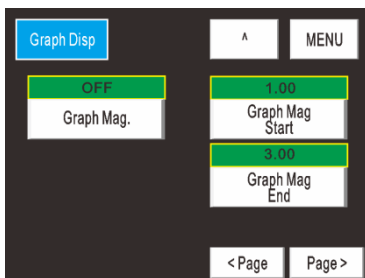 Graph Disp
^
MENU
OFF
Graph Mag.
1.00
Graph Mag
Start
3.00
Graph Mag
End
< Page
Page >